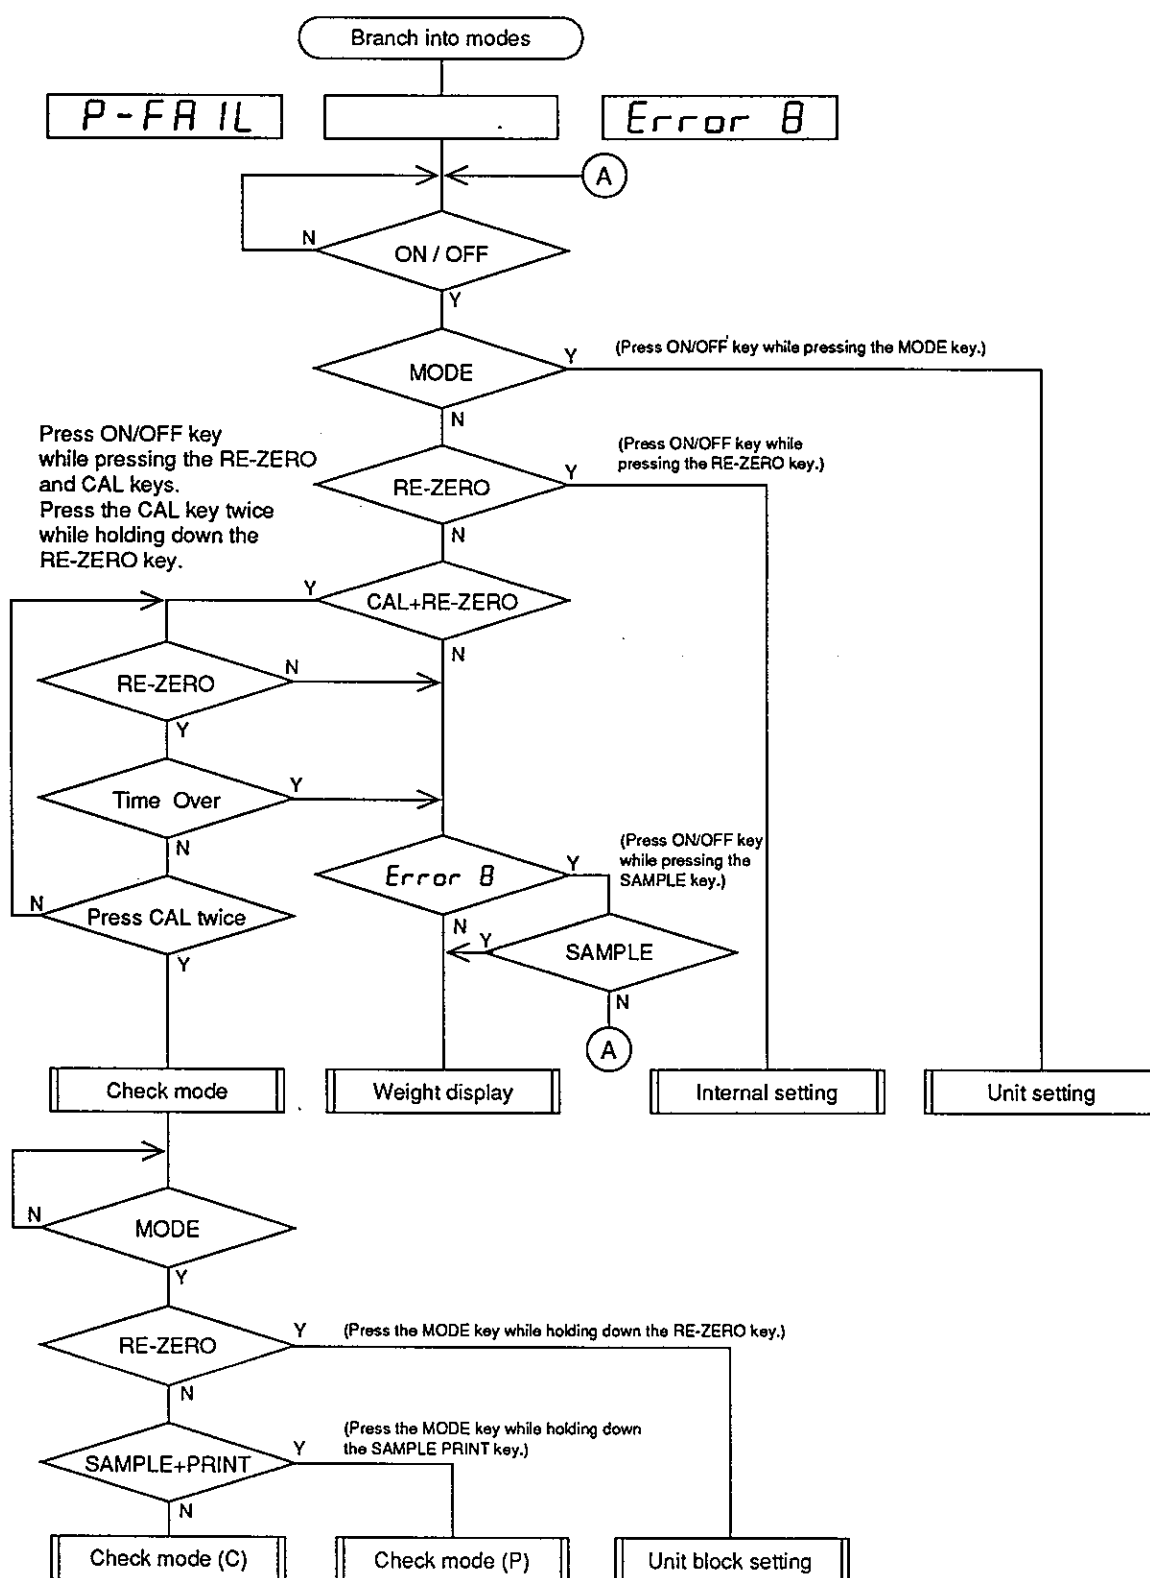 Branch into modes
P-FAIL
Error 8
A
N
ON / OFF
Y
MODE
Y
(Press ON/OFF key while pressing the MODE key.)
N
Press ON/OFF key
while pressing the RE-ZERO
and CAL keys.
Press the CAL key twice
while holding down the
RE-ZERO key.
RE-ZERO
Y
(Press ON/OFF key while
pressing the RE-ZERO key.)
N
Y
CAL+RE-ZERO
N
RE-ZERO
N
Y
Time Over
Y
N
Error 8
Y
(Press ON/OFF key
while pressing the
SAMPLE key.)
N
N
Press CAL twice
Y
Y
SAMPLE
N
A
Check mode
Weight display
Internal setting
Unit setting
N
MODE
Y
RE-ZERO
Y
(Press the MODE key while holding down the RE-ZERO key.)
N
SAMPLE+PRINT
Y
(Press the MODE key while holding down
the SAMPLE PRINT key.)
N
Check mode (C)
Check mode (P)
Unit block setting